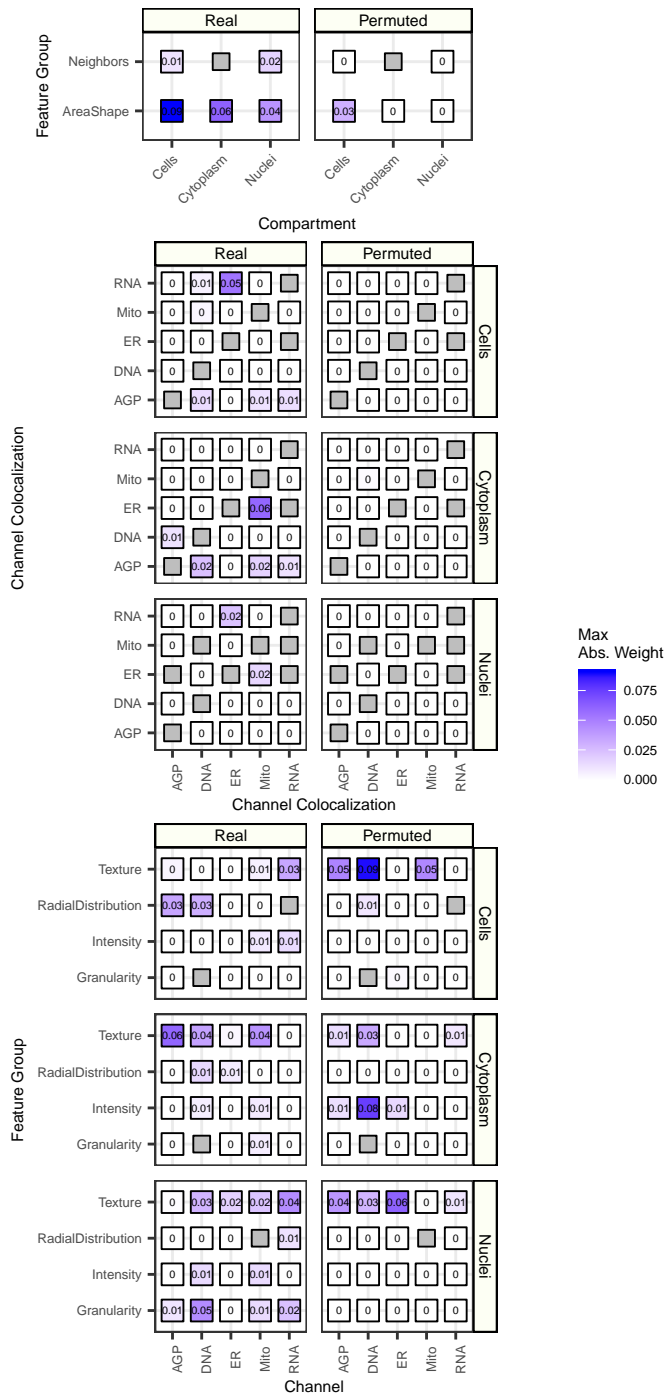 Real Permuted
Neighbors 0.01 0.02 0 0
AreaShape 0.09 0.06 0.04 0.03 0 0
Feature Group
Cells Cytoplasm Nuclei Cells Cytoplasm Nuclei
Compartment
Real Permuted
RNA 0 0.01 0.05 0 0 0 0 0
Mito 0 0 0 0 0 0 0 0
ER 0 0 0 0 0 0
DNA 0 0 0 0 0 0 0 0
AGP 0.01 0 0.01 0.01 0 0 0 0
Cells
RNA 0 0 0 0 0 0 0 0
Mito 0 0 0 0 0 0 0 0
ER 0 0 0.06 0 0 0
DNA 0.01 0 0 0 0 0 0 0
AGP 0.02 0 0.02 0.01 0 0 0 0
Cytoplasm
RNA 0 0 0.02 0 0 0 0 0
Mito 0 0 0 0
ER 0 0.02 0 0
DNA 0 0 0 0 0 0 0 0
AGP 0 0 0 0 0 0 0 0
Nuclei
Channel Colocalization
AGP DNA ER Mito RNA AGP DNA ER Mito RNA
Channel Colocalization
Max
Abs. Weight
0.075
0.050
0.025
0.000
Real Permuted
Texture 0 0 0 0.01 0.03 0.05 0.09 0 0.05 0
RadialDistribution 0.03 0.03 0 0 0 0.01 0 0
Intensity 0 0 0 0.01 0.01 0 0 0 0 0
Granularity 0 0 0 0 0 0 0 0
Cells
Texture 0.06 0.04 0 0.04 0 0.01 0.03 0 0 0.01
RadialDistribution 0 0.01 0.01 0 0 0 0 0 0 0
Intensity 0 0.01 0 0.01 0 0.01 0.08 0.01 0 0
Granularity 0 0 0.01 0 0 0 0 0
Cytoplasm
Texture 0 0.03 0.02 0.02 0.04 0.04 0.03 0.06 0 0.01
RadialDistribution 0 0 0 0.01 0 0 0 0
Intensity 0 0.01 0 0.01 0 0 0 0 0 0
Granularity 0.01 0.05 0 0.01 0.02 0 0 0 0 0
Nuclei
Feature Group
AGP DNA ER Mito RNA AGP DNA ER Mito RNA
Channel